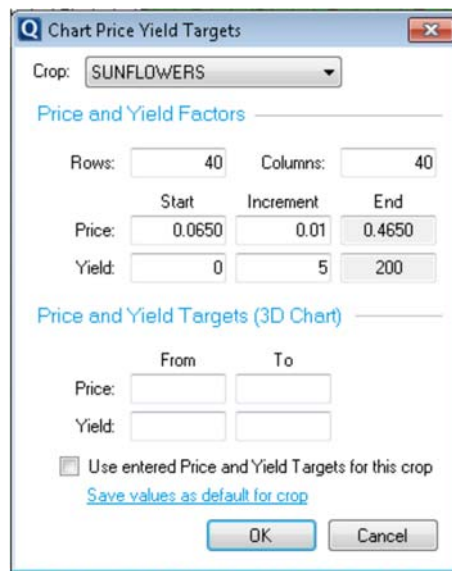 Chart Price Yield Targets
Crop: SUNFLOWERS
Price and Yield Factors
Rows: 40 Columns: 40
Start Increment End
Price: 0.0650 0.01 0.4650
Yield: 0 5 200
Price and Yield Targets (3D Chart)
From To
Price:
Yield:
Use entered Price and Yield Targets for this crop
Save values as default for crop
OK Cancel